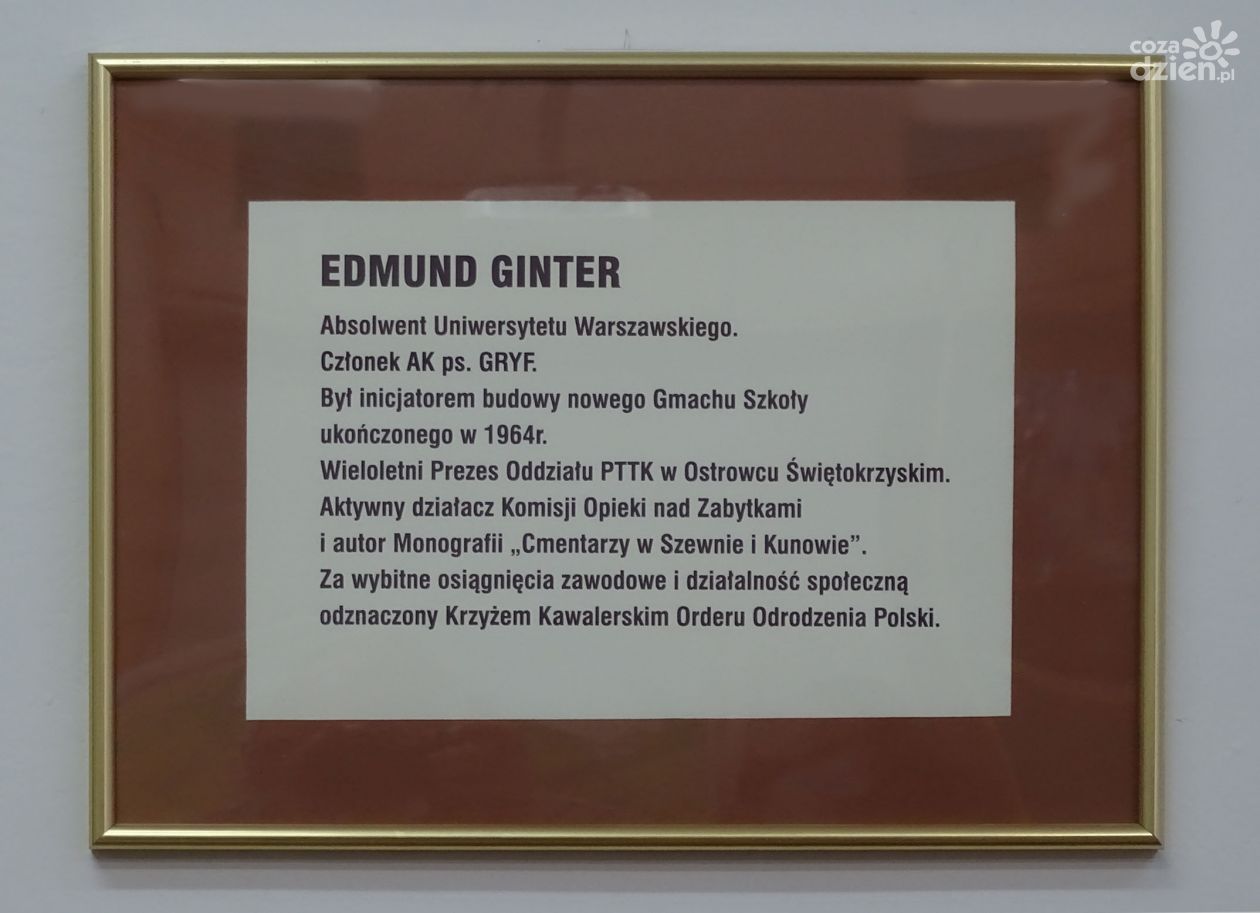 coza
dzień.pl
EDMUND GINTER
Absolwent Uniwersytetu Warszawskiego.
Członek AK ps. GRYF.
Był inicjatorem budowy nowego Gmachu Szkoły
ukończonego w 1964r.
Wieloletni Prezes Oddziału PTTK w Ostrowcu Świętokrzyskim.
Aktywny działacz Komisji Opieki nad Zabytkami
i autor Monografii „Cmentarzy w Szewnie i Kunowie”.
Za wybitne osiągnięcia zawodowe i działalność społeczną
odznaczony Krzyżem Kawalerskim Orderu Odrodzenia Polski.